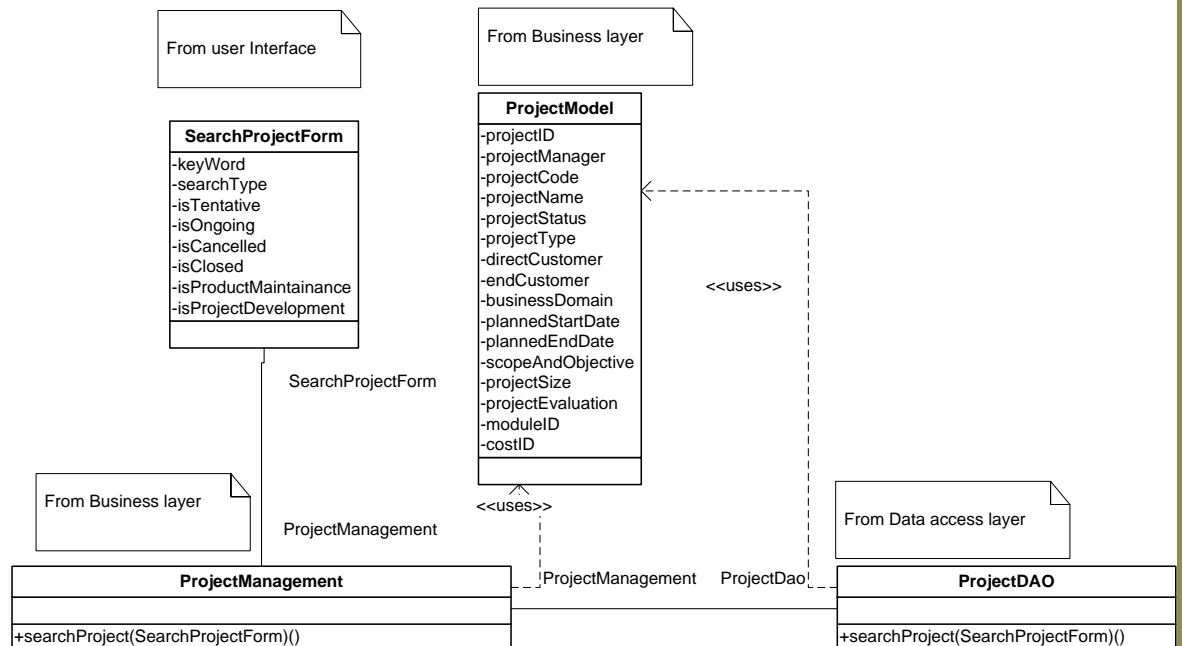 From user Interface
From Business layer
SearchProjectForm
-keyWord
-searchType
-isTentative
-isOngoing
-isCancelled
-isClosed
-isProductMaintainance
-isProjectDevelopment
ProjectModel
-projectID
-projectManager
-projectCode
-projectName
-projectStatus
-projectType
-directCustomer
-endCustomer
-businessDomain
-plannedStartDate
-plannedEndDate
-scopeAndObjective
-projectSize
-projectEvaluation
-moduleID
-costID
<<uses>>
SearchProjectForm
From Business layer
<<uses>>
From Data access layer
ProjectManagement
ProjectManagement
+searchProject(SearchProjectForm)()
ProjectManagement
ProjectDao
ProjectDAO
+searchProject(SearchProjectForm)()